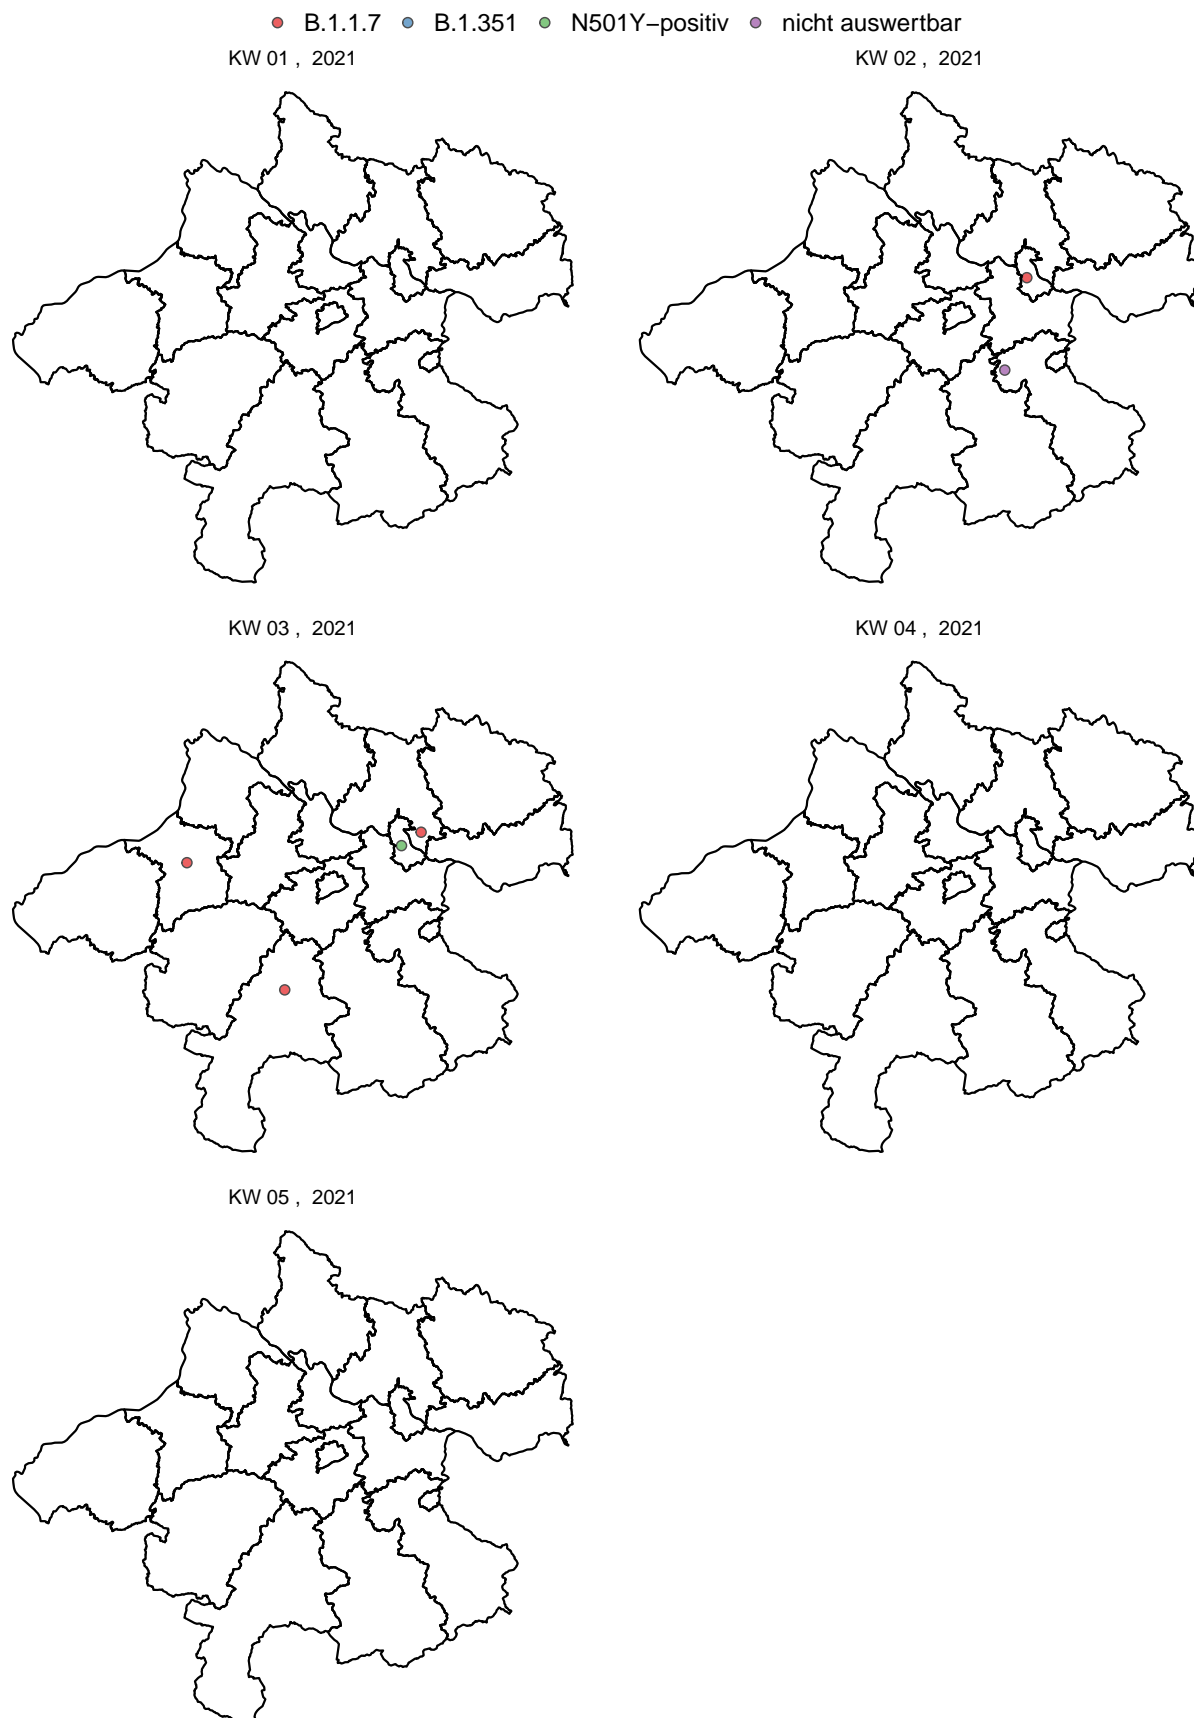 B.1.1.7 B.1.351 N501Y−positiv nicht auswertbar
KW 01 , 2021
KW 02 , 2021
KW 03 , 2021
KW 04 , 2021
KW 05 , 2021